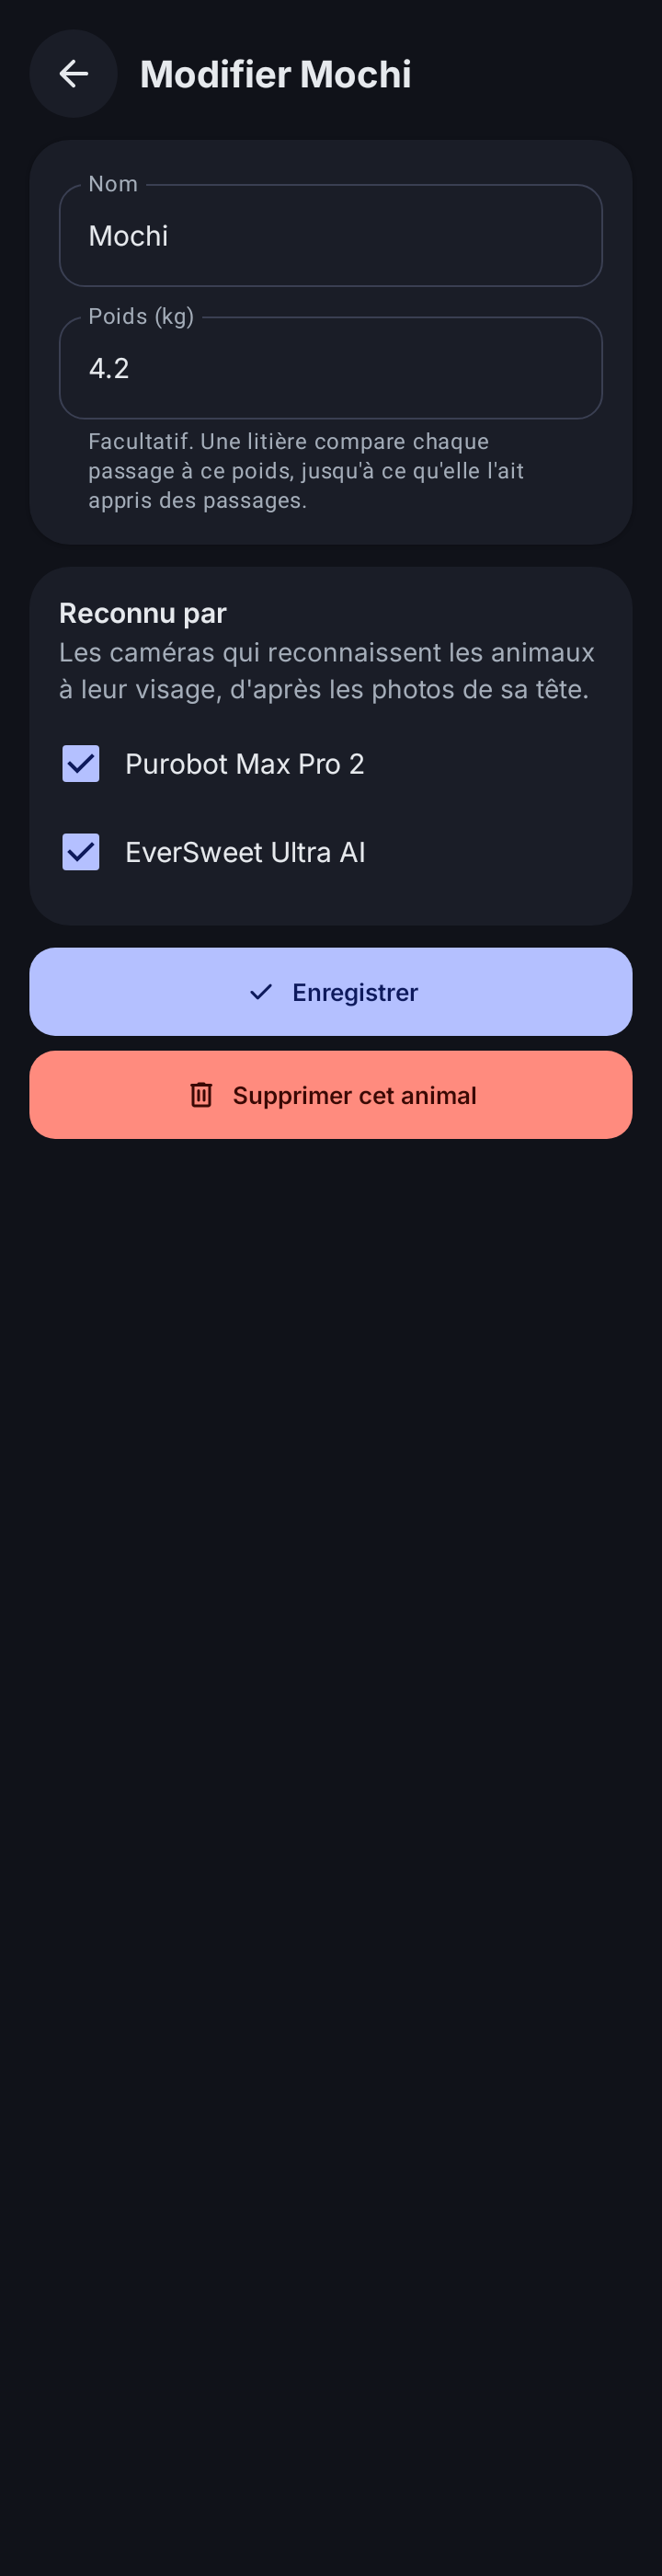 Modifier Mochi
Nom
Mochi
Poids (kg)
4.2
Facultatif. Une litière compare chaque
passage à ce poids, jusqu'à ce qu'elle l'ait
appris des passages.
Reconnu par
Les caméras qui reconnaissent les animaux
à leur visage, d'après les photos de sa tête.
Purobot Max Pro 2
EverSweet Ultra AI
Enregistrer
Supprimer cet animal